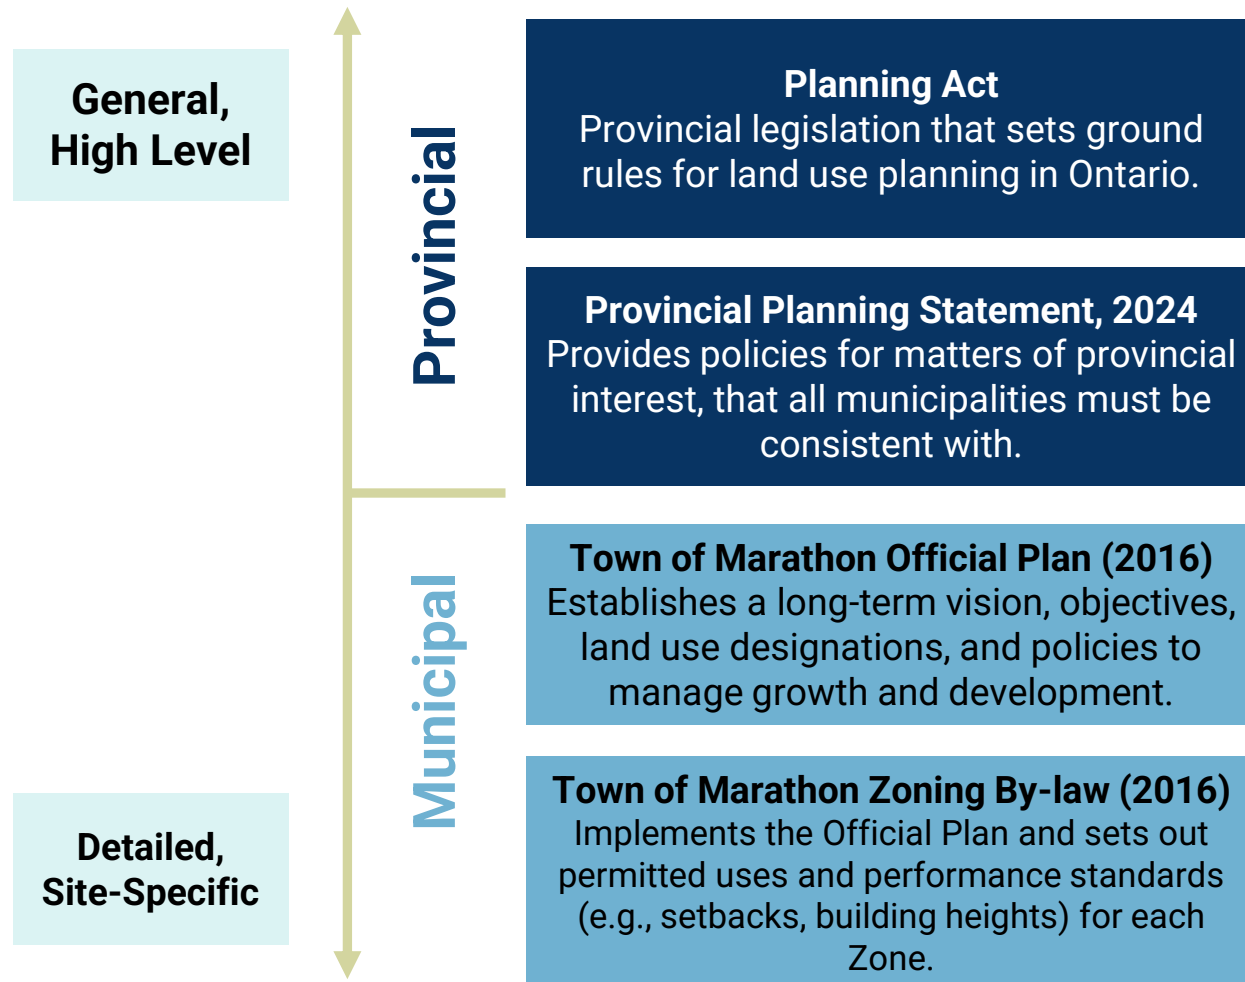 General,
High Level
Provincial
Planning Act
Provincial legislation that sets ground
rules for land use planning in Ontario.
Provincial Planning Statement, 2024
Provides policies for matters of provincial
interest, that all municipalities must be
consistent with.
Municipal
Town of Marathon Official Plan (2016)
Establishes a long-term vision, objectives,
land use designations, and policies to
manage growth and development.
Detailed,
Site-Specific
Town of Marathon Zoning By-law (2016)
Implements the Official Plan and sets out
permitted uses and performance standards
(e.g., setbacks, building heights) for each
Zone.